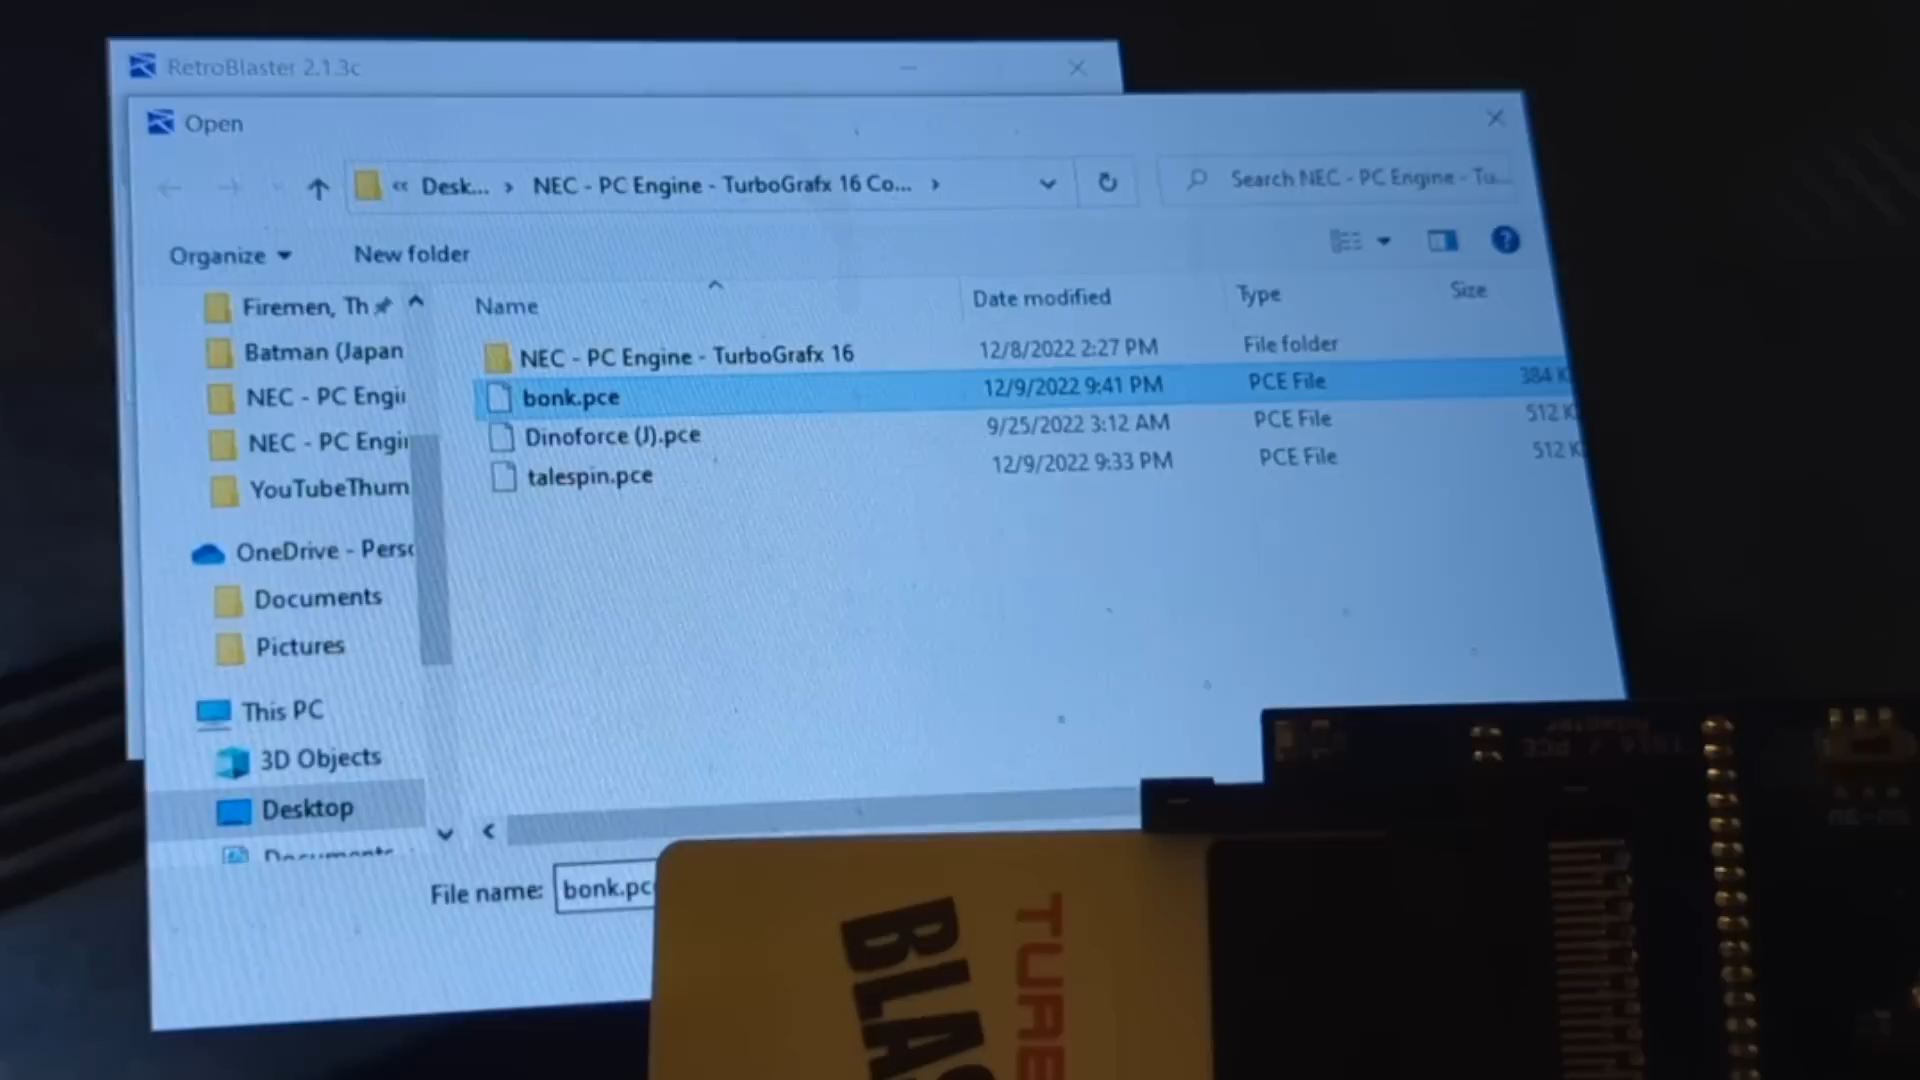 RetroBlaster 2.1.3c
Open
« Desk... › NEC - PC Engine - TurboGrafx 16 Co... ›
Search NEC - PC Engine - Tu...
Organize
New folder
Name
Date modified
Type
Size
Firemen, Th
Batman (Japan
NEC - PC Engi
NEC - PC Engi
YouTubeThum
OneDrive - Perso
Documents
Pictures
This PC
3D Objects
Desktop
Documents
NEC - PC Engine - TurboGrafx 16 12/8/2022 2:27 PM File folder
bonk.pce 12/9/2022 9:41 PM PCE File 384 K
Dinoforce (J).pce 9/25/2022 3:12 AM PCE File 512 K
talespin.pce 12/9/2022 9:33 PM PCE File 512 K
File name: bonk.pc
TURB
BLA